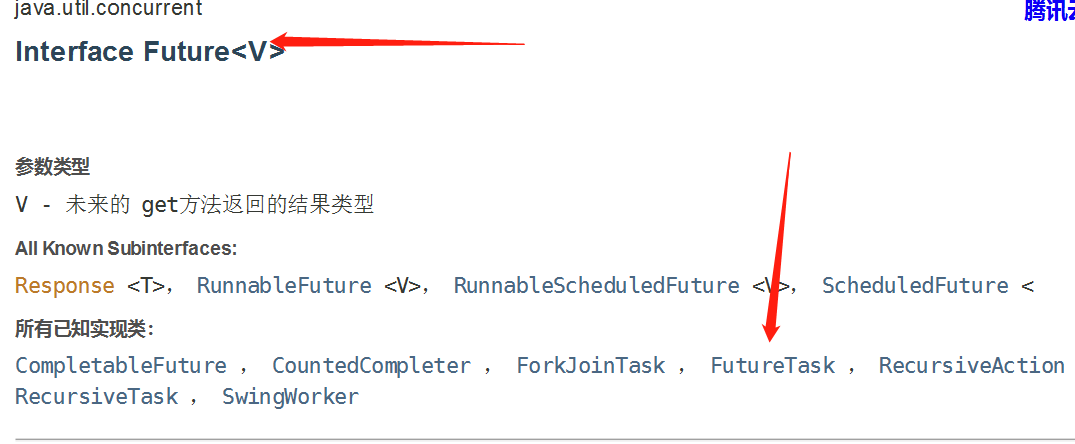 java.util.concurrent
腾讯云
Interface Future<V>
参数类型
V - 未来的 get方法返回的结果类型
All Known Subinterfaces:
Response <T>, RunnableFuture <V>, RunnableScheduledFuture <V>, ScheduledFuture <
所有已知实现类:
CompletableFuture , CountedCompleter , ForkJoinTask , FutureTask , RecursiveAction
RecursiveTask , SwingWorker